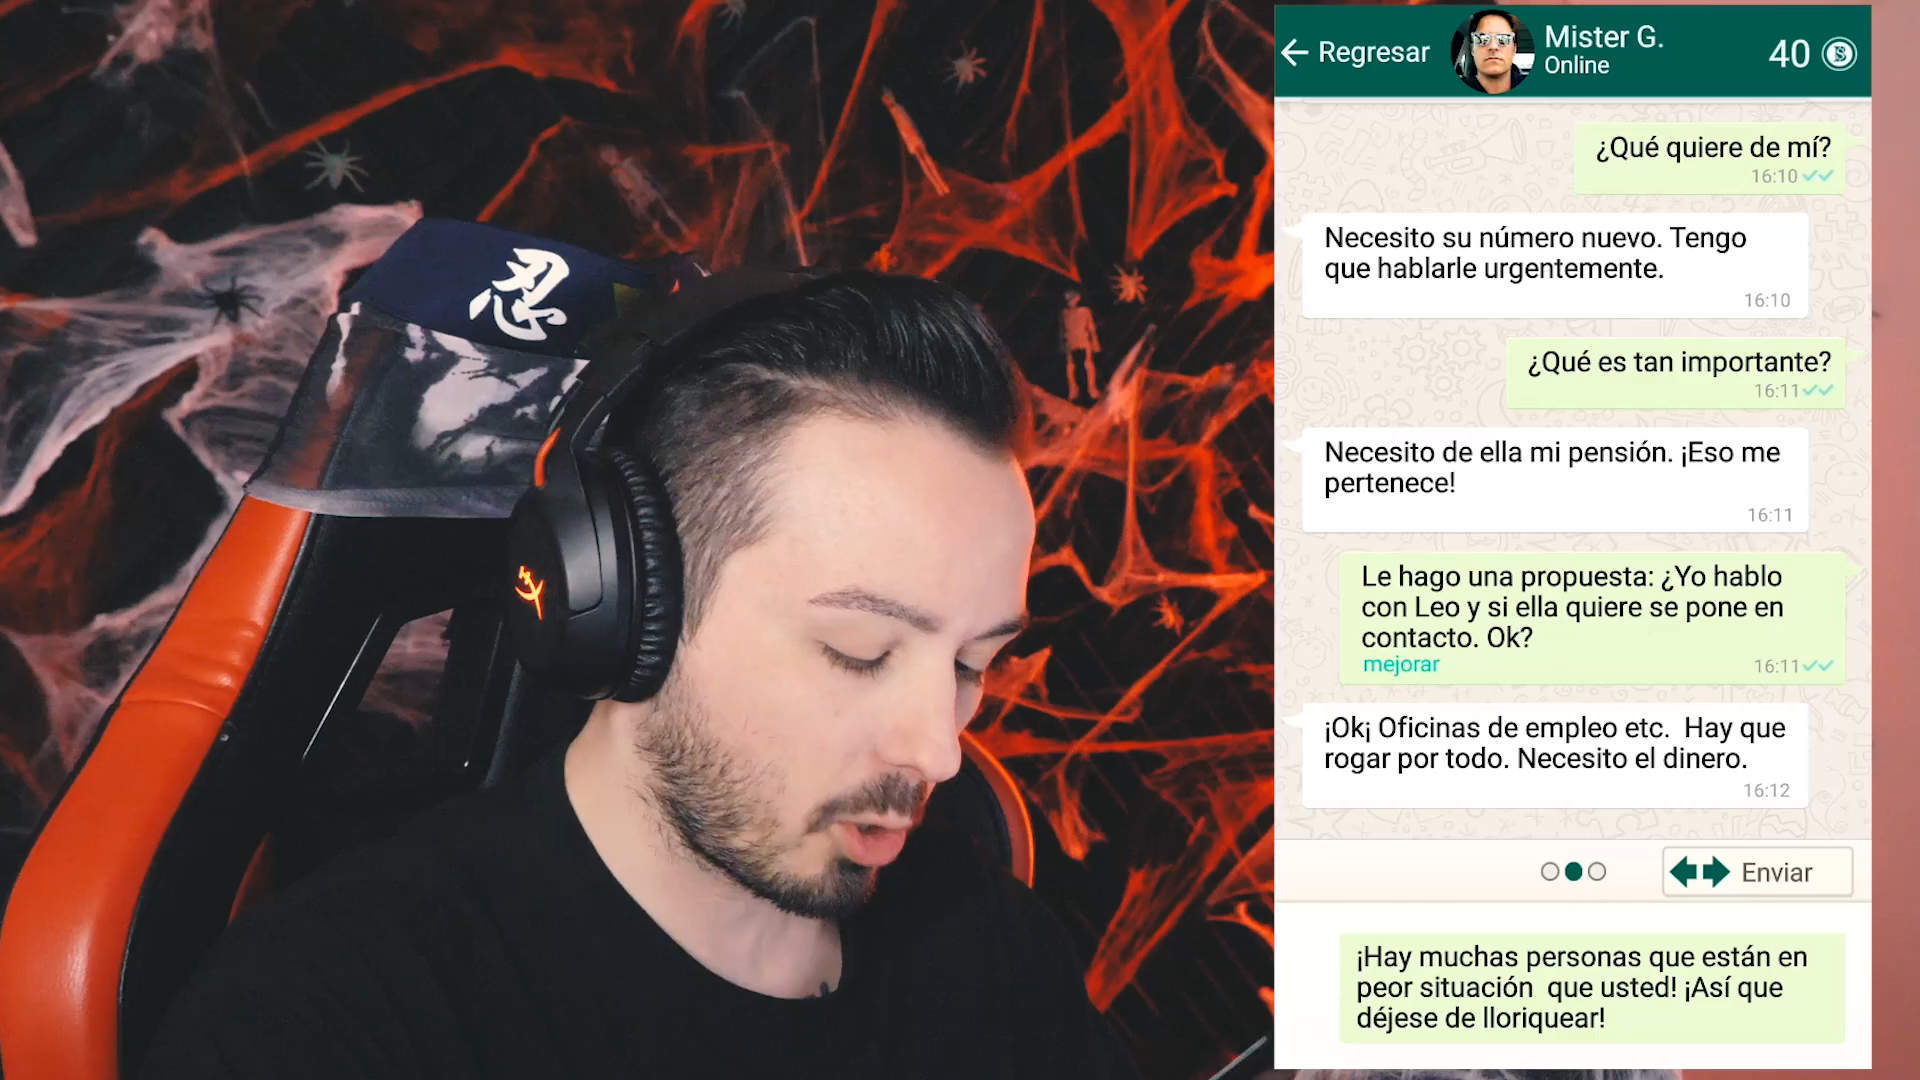 忍
Regresar
Mister G.
Online
40
¿Qué quiere de mí?
16:10
Necesito su número nuevo. Tengo
que hablarle urgentemente.
16:10
¿Qué es tan importante?
16:11
Necesito de ella mi pensión. ¡Eso me
pertenece!
16:11
Le hago una propuesta: ¿Yo hablo
con Leo y si ella quiere se pone en
contacto. Ok?
mejorar
16:11
¡Ok¡ Oficinas de empleo etc. Hay que
rogar por todo. Necesito el dinero.
16:12
Enviar
¡Hay muchas personas que están en
peor situación que usted! ¡Así que
déjese de lloriquear!